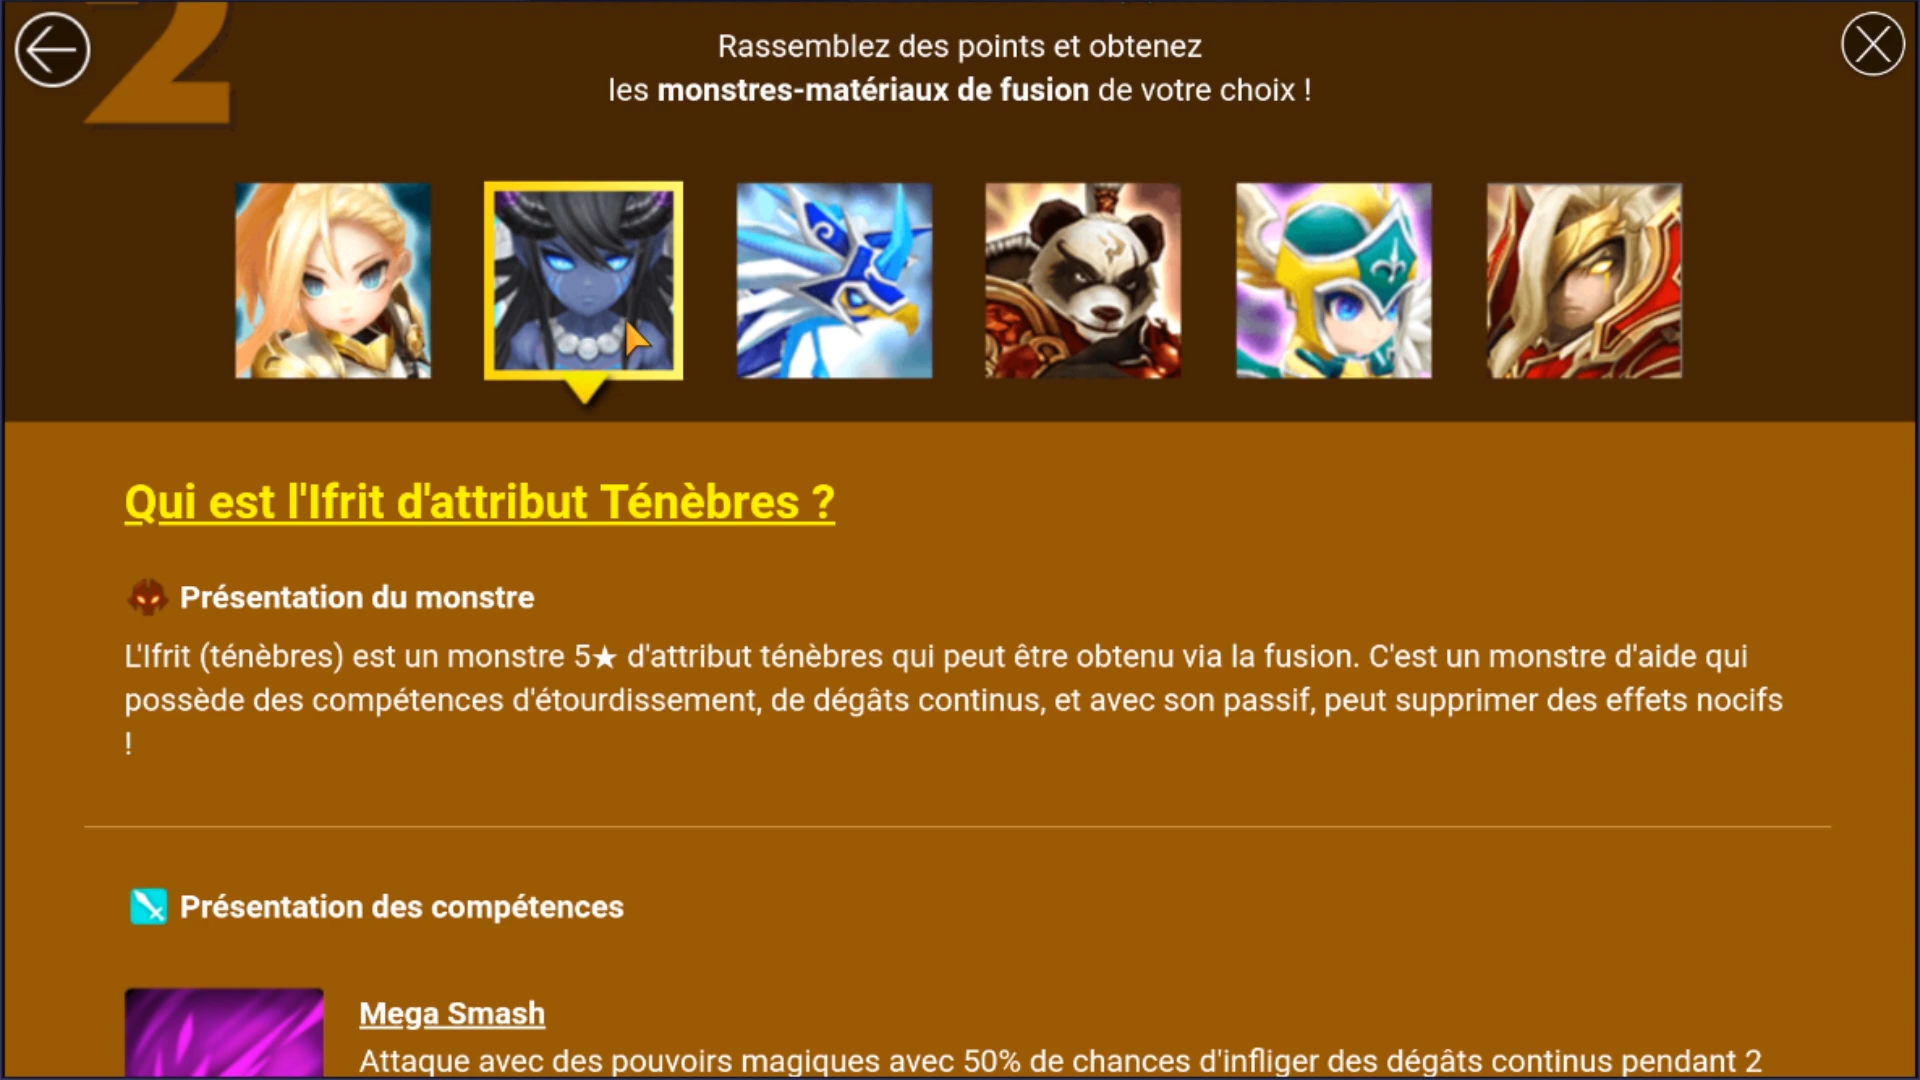 2
Rassemblez des points et obtenez
les monstres-matériaux de fusion de votre choix !
Qui est l'Ifrit d'attribut Ténèbres ?
Présentation du monstre
L'Ifrit (ténèbres) est un monstre 5★ d'attribut ténèbres qui peut être obtenu via la fusion. C'est un monstre d'aide qui
possède des compétences d'étourdissement, de dégâts continus, et avec son passif, peut supprimer des effets nocifs
!
Présentation des compétences
Mega Smash
Attaque avec des pouvoirs magiques avec 50% de chances d'infliger des dégâts continus pendant 2